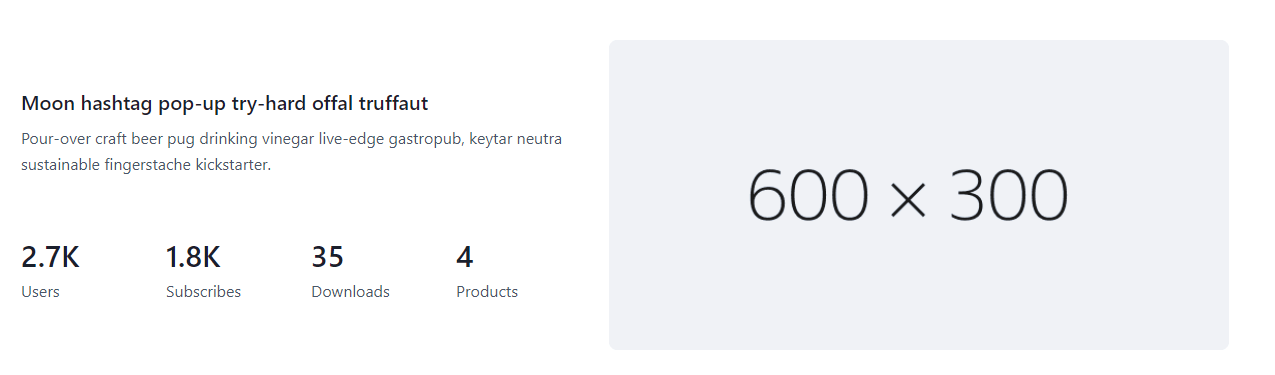 Moon hashtag pop-up try-hard offal truffaut
Pour-over craft beer pug drinking vinegar live-edge gastropub, keytar neutra
sustainable fingerstache kickstarter.
2.7K
Users
1.8K
Subscribes
35
Downloads
4
Products
600 × 300